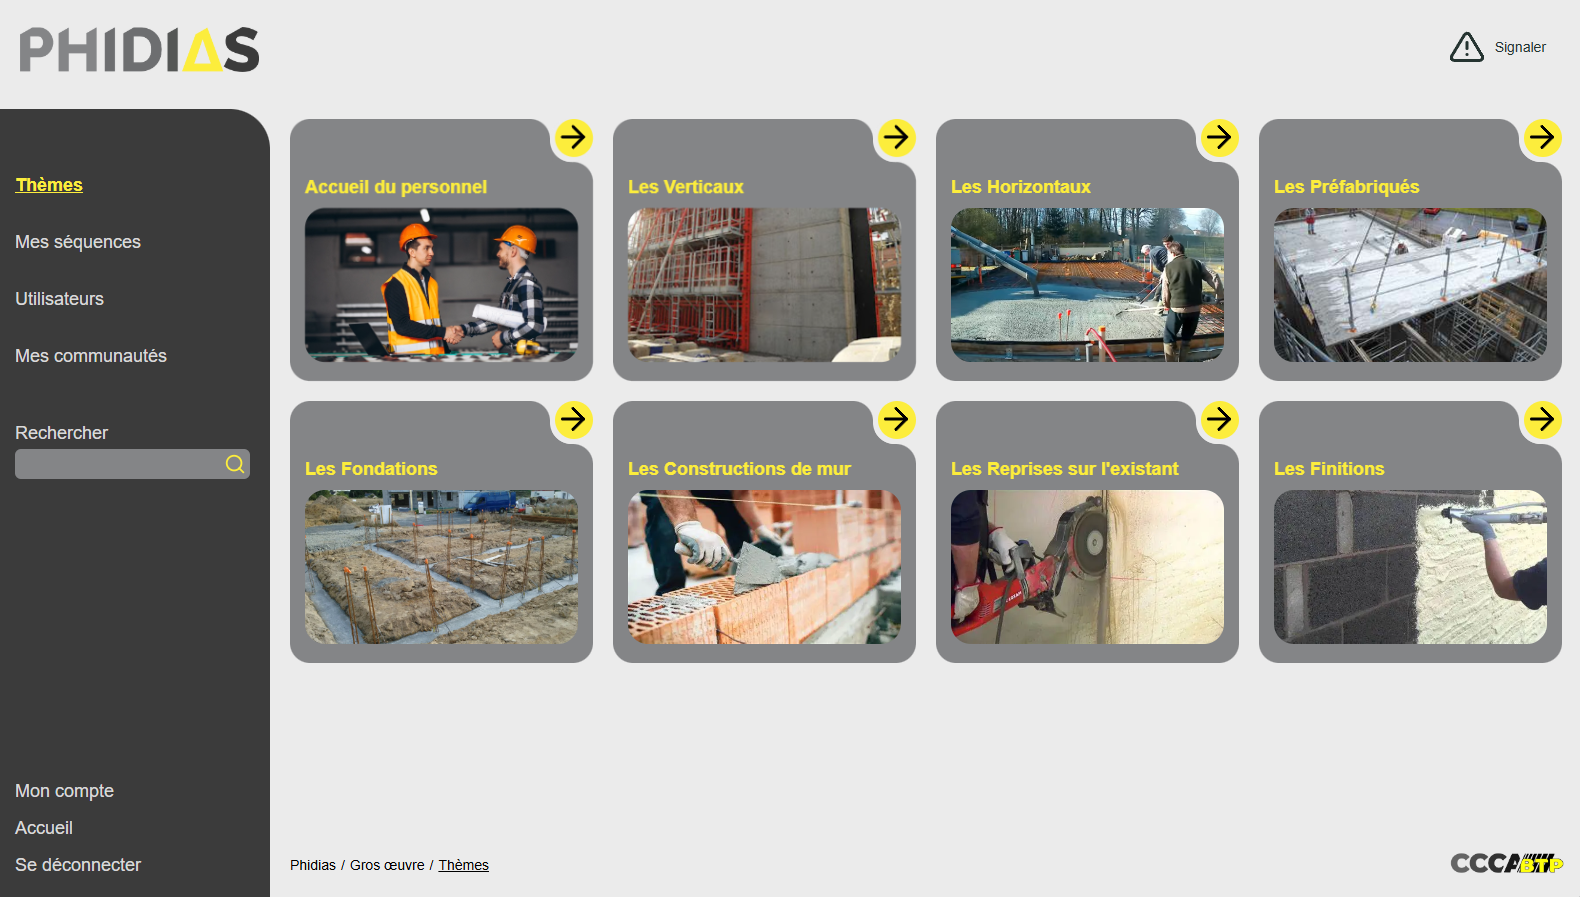 PHIDIAS
Signaler
Thèmes
Mes séquences
Utilisateurs
Mes communautés
Rechercher
Mon compte
Accueil
Se déconnecter
Accueil du personnel
Les Verticaux
Les Horizontaux
Les Préfabriqués
Les Fondations
Les Constructions de mur
Les Reprises sur l'existant
Les Finitions
Phidias / Gros œuvre / Thèmes
CCCA BTP